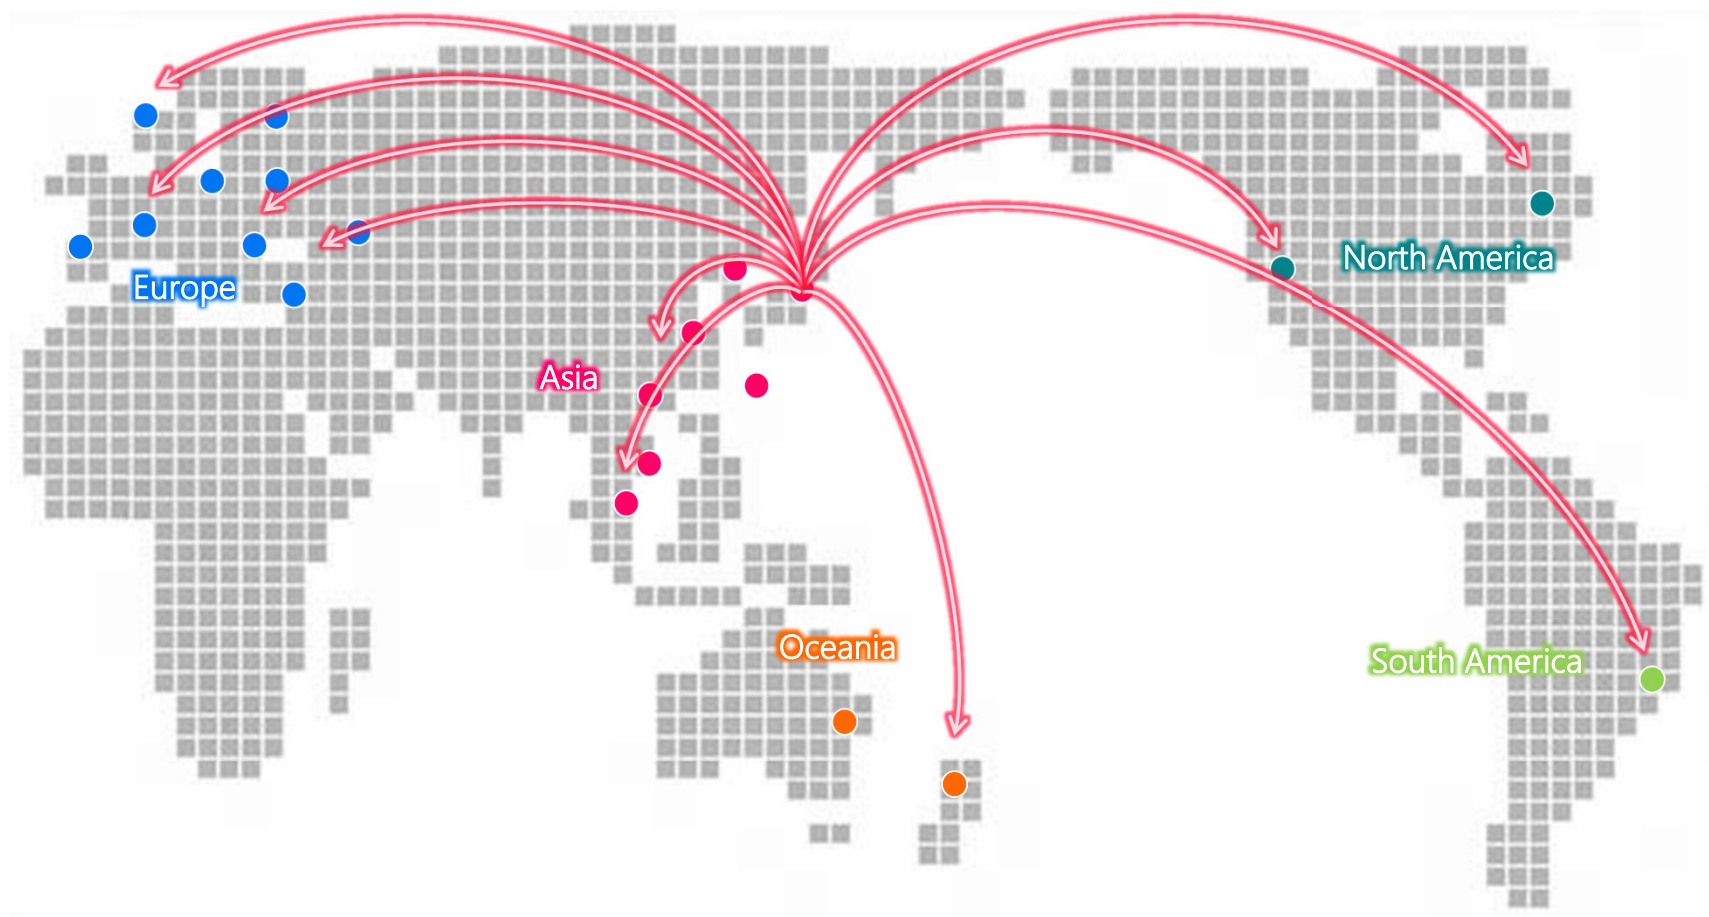 North America
Europe
Asia
Oceania
South America